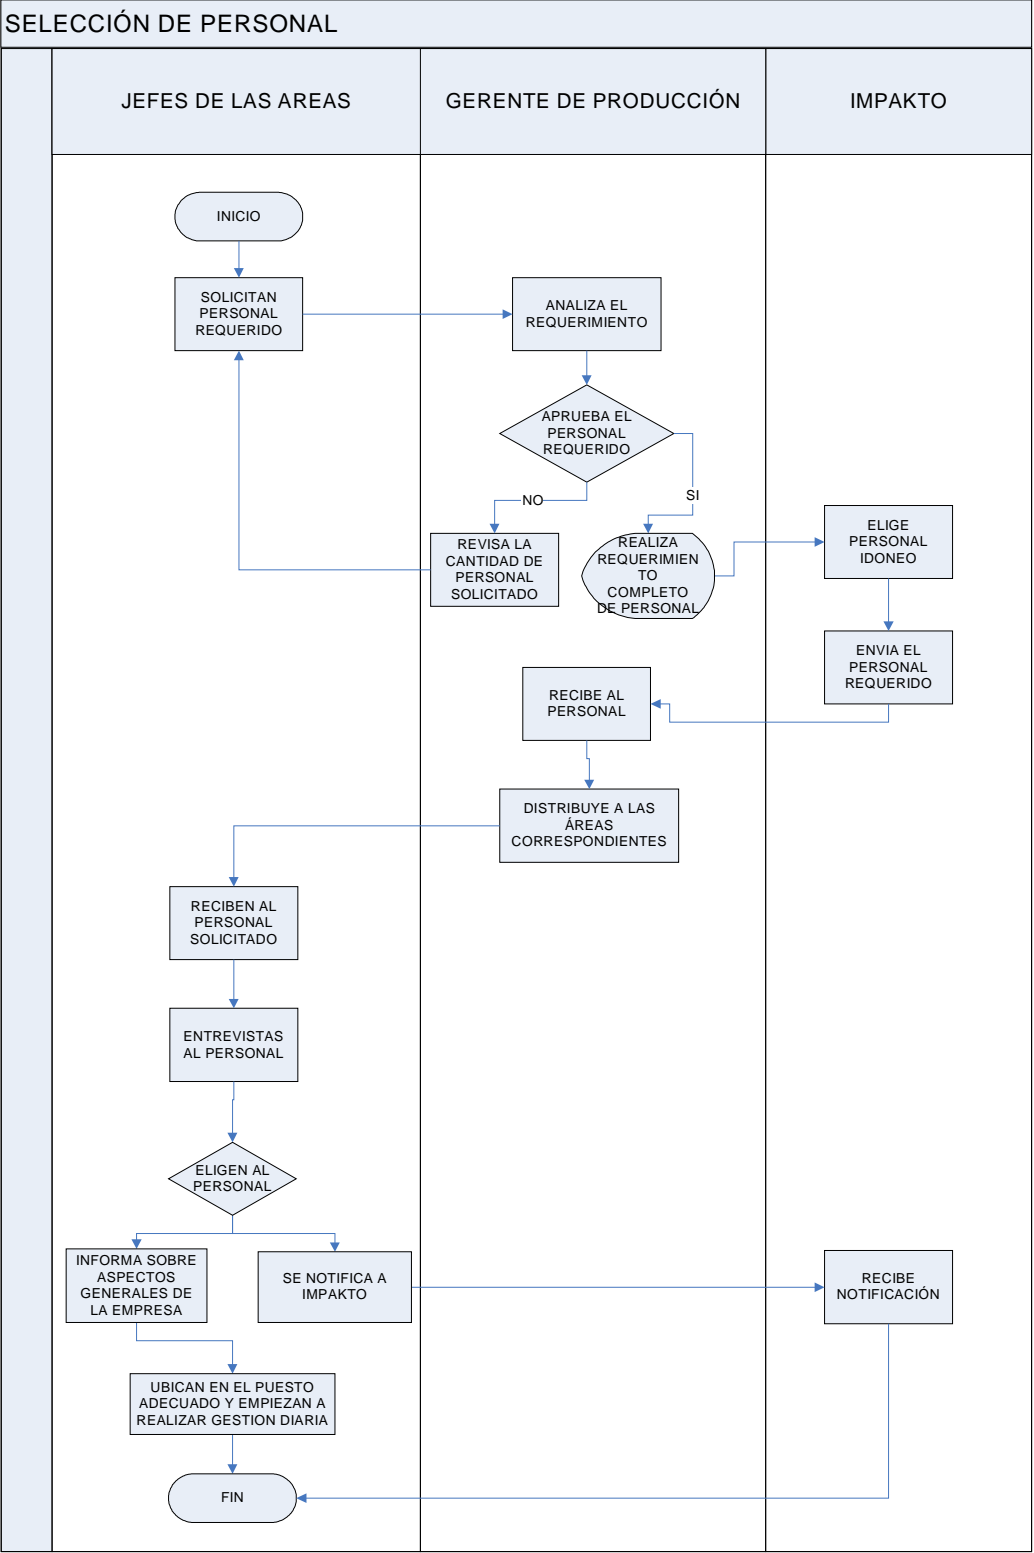 SELECCIÓN DE PERSONAL
JEFES DE LAS AREAS
GERENTE DE PRODUCCIÓN
IMPAKTO
INICIO
SOLICITAN
PERSONAL
REQUERIDO
ANALIZA EL
REQUERIMIENTO
APRUEBA EL
PERSONAL
REQUERIDO
NO
SI
REVISA LA
CANTIDAD DE
PERSONAL
SOLICITADO
REALIZA
REQUERIMIEN
TO
COMPLETO
DE PERSONAL
ELIGE
PERSONAL
IDONEO
ENVIA EL
PERSONAL
REQUERIDO
RECIBE AL
PERSONAL
DISTRIBUYE A LAS
ÁREAS
CORRESPONDIENTES
RECIBEN AL
PERSONAL
SOLICITADO
ENTREVISTAS
AL PERSONAL
ELIGEN AL
PERSONAL
INFORMA SOBRE
ASPECTOS
GENERALES DE
LA EMPRESA
SE NOTIFICA A
IMPAKTO
RECIBE
NOTIFICACIÓN
UBICAN EN EL PUESTO
ADECUADO Y EMPIEZAN A
REALIZAR GESTION DIARIA
FIN